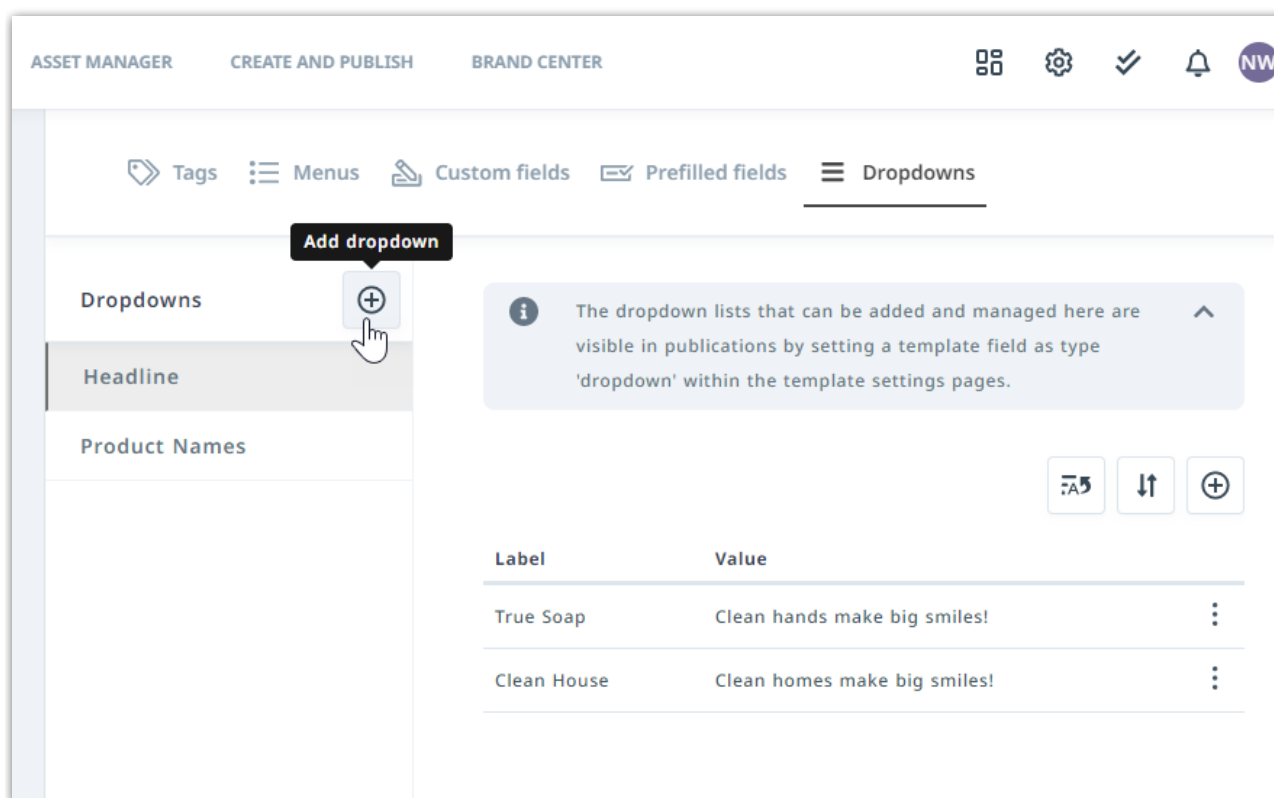 ASSET MANAGER CREATE AND PUBLISH BRAND CENTER NW
Tags Menus Custom fields Prefilled fields Dropdowns
Add dropdown
Dropdowns
Headline
Product Names
The dropdown lists that can be added and managed here are
visible in publications by setting a template field as type
'dropdown' within the template settings pages.
Label Value
True Soap Clean hands make big smiles!
Clean House Clean homes make big smiles!